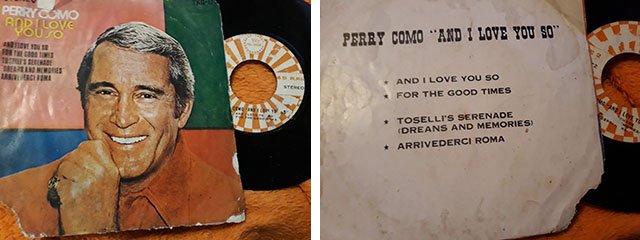 STEREO
PERRY COMO
AND I LOVE
YOU SO
AND I LOVE YOU SO
FOR THE GOOD TIMES
TOSELLI'S SERENADE
"DREAMS AND MEMORIES"
ARRIVERDERCI ROMA
STEREO
PERRY COMO "AND I LOVE YOU SO"
★ AND I LOVE YOU SO
★ FOR THE GOOD TIMES
★ TOSELLI'S SERENADE
(DREANS AND MEMORIES)
★ ARRIVEDERCI ROMA